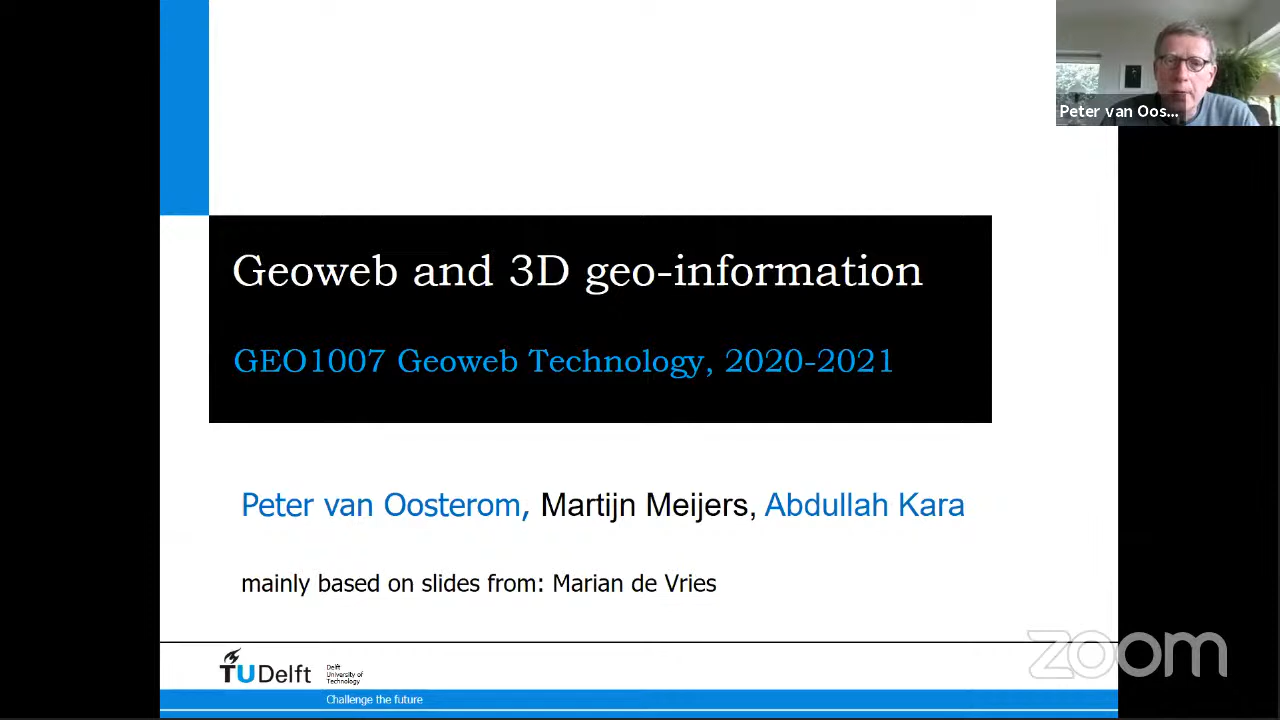 Peter van Oos...
Geoweb and 3D geo-information
GEO1007 Geoweb Technology, 2020-2021
Peter van Oosterom, Martijn Meijers, Abdullah Kara
mainly based on slides from: Marian de Vries
zoom
TUDelft
Delft
University of
Technology
Challenge the future